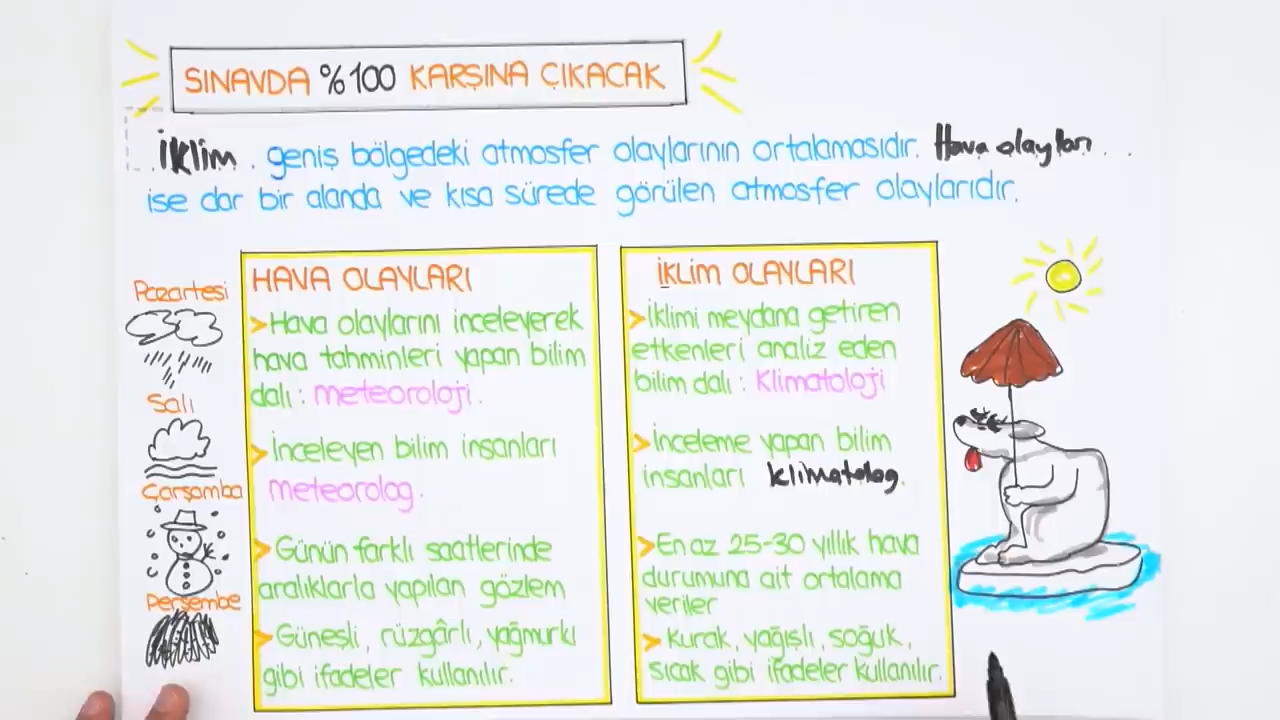 SINAVDA %100 KARŞINA ÇIKACAK
İklim . geniş bölgedeki atmosfer olaylarının ortalamasıdır. Hava olayları . .
ise dar bir alanda ve kısa sürede görülen atmosfer olaylarıdır.
Pazartesi
Salı
Çarşamba
Perşembe
HAVA OLAYLARI
>Hava olaylarını inceleyerek
hava tahminleri yapan bilim
dalı : meteoroloji.
>İnceleyen bilim insanları
meteorolog.
>Günün farklı saatlerinde
aralıklarla yapılan gözlem
>Güneşli, rüzgârlı, yağmurlu
gibi ifadeler kullanılır.
İKLİM OLAYLARI
>İklimi meydana getiren
etkenleri analiz eden
bilim dalı : Klimatoloji
>İnceleme yapan bilim
insanları klimatolog.
>En az 25-30 yıllık hava
durumuna ait ortalama
veriler
>Kurak, yağışlı, soğuk,
sıcak gibi ifadeler kullanılır.